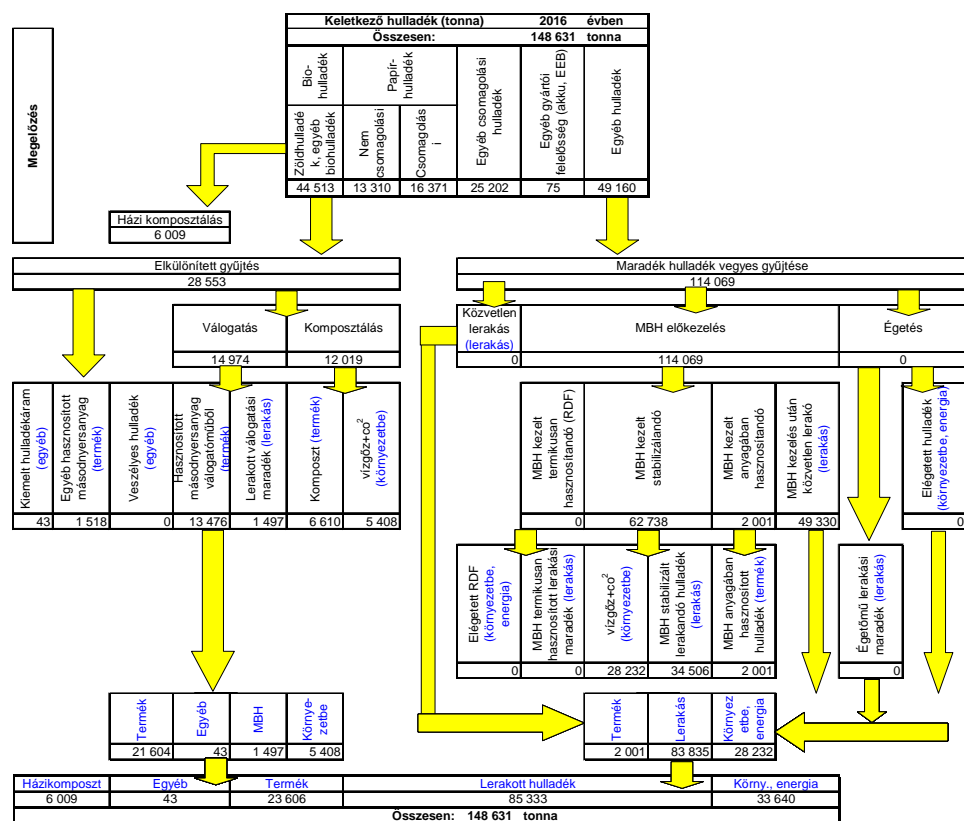 Keletkező hulladék (tonna) 2016 évben
Összesen: 148 631 tonna
Megelőzés
Bio-
hulladék
Papír-
hulladék
Zöldhulladé
k, egyéb
biohulladék
Nem
csomagolási
Csomagolás
i
Egyéb csomagolási
hulladék
Egyéb gyártói
felelősség (akku, EEB)
Egyéb hulladék
44 513 13 310 16 371 25 202 75 49 160
Házi komposztálás
6 009
Elkülönített gyűjtés
28 553
Maradék hulladék vegyes gyűjtése
114 069
Válogatás
14 974
Komposztálás
12 019
Közvetlen
lerakás
(lerakás)
0
MBH előkezelés
114 069
Égetés
0
Kiemelt hulladékáram
(egyéb)
Egyéb hasznosított
másodnyersanyag
(termék)
Veszélyes hulladék
(egyéb)
Hasznosított
másodnyersanyag
válogatóműből
(termék)
Lerakott válogatási
maradék (lerakás)
Komposzt (termék)
vízgőz+co2
(környezetbe)
43 1 518 0 13 476 1 497 6 610 5 408
MBH kezelt
termikusan
hasznosítandó (RDF)
MBH kezelt
stabilizálandó
MBH kezelt
anyagában
hasznosítandó
MBH kezelés után
közvetlen lerakó
(lerakás)
Elégetett hulladék
(környezetbe, energia)
0 62 738 2 001 49 330 0
Elégetett RDF
(környezetbe,
energia)
MBH termikusan
hasznosított lerakási
maradék (lerakás)
vízgőz+co2
(környezetbe)
MBH stabilizált
lerakandó hulladék
(lerakás)
MBH anyagában
hasznosított
hulladék (termék)
Égetőmű lerakási
maradék (lerakás)
0 0 28 232 34 506 2 001 0
Termék
Egyéb
MBH
Környe-
zetbe
21 604 43 1 497 5 408
Termék
Lerakás
Környez
etbe,
energia
2 001 83 835 28 232
Házikomposzt Egyéb Termék Lerakott hulladék Körny., energia
6 009 43 23 606 85 333 33 640
Összesen: 148 631 tonna